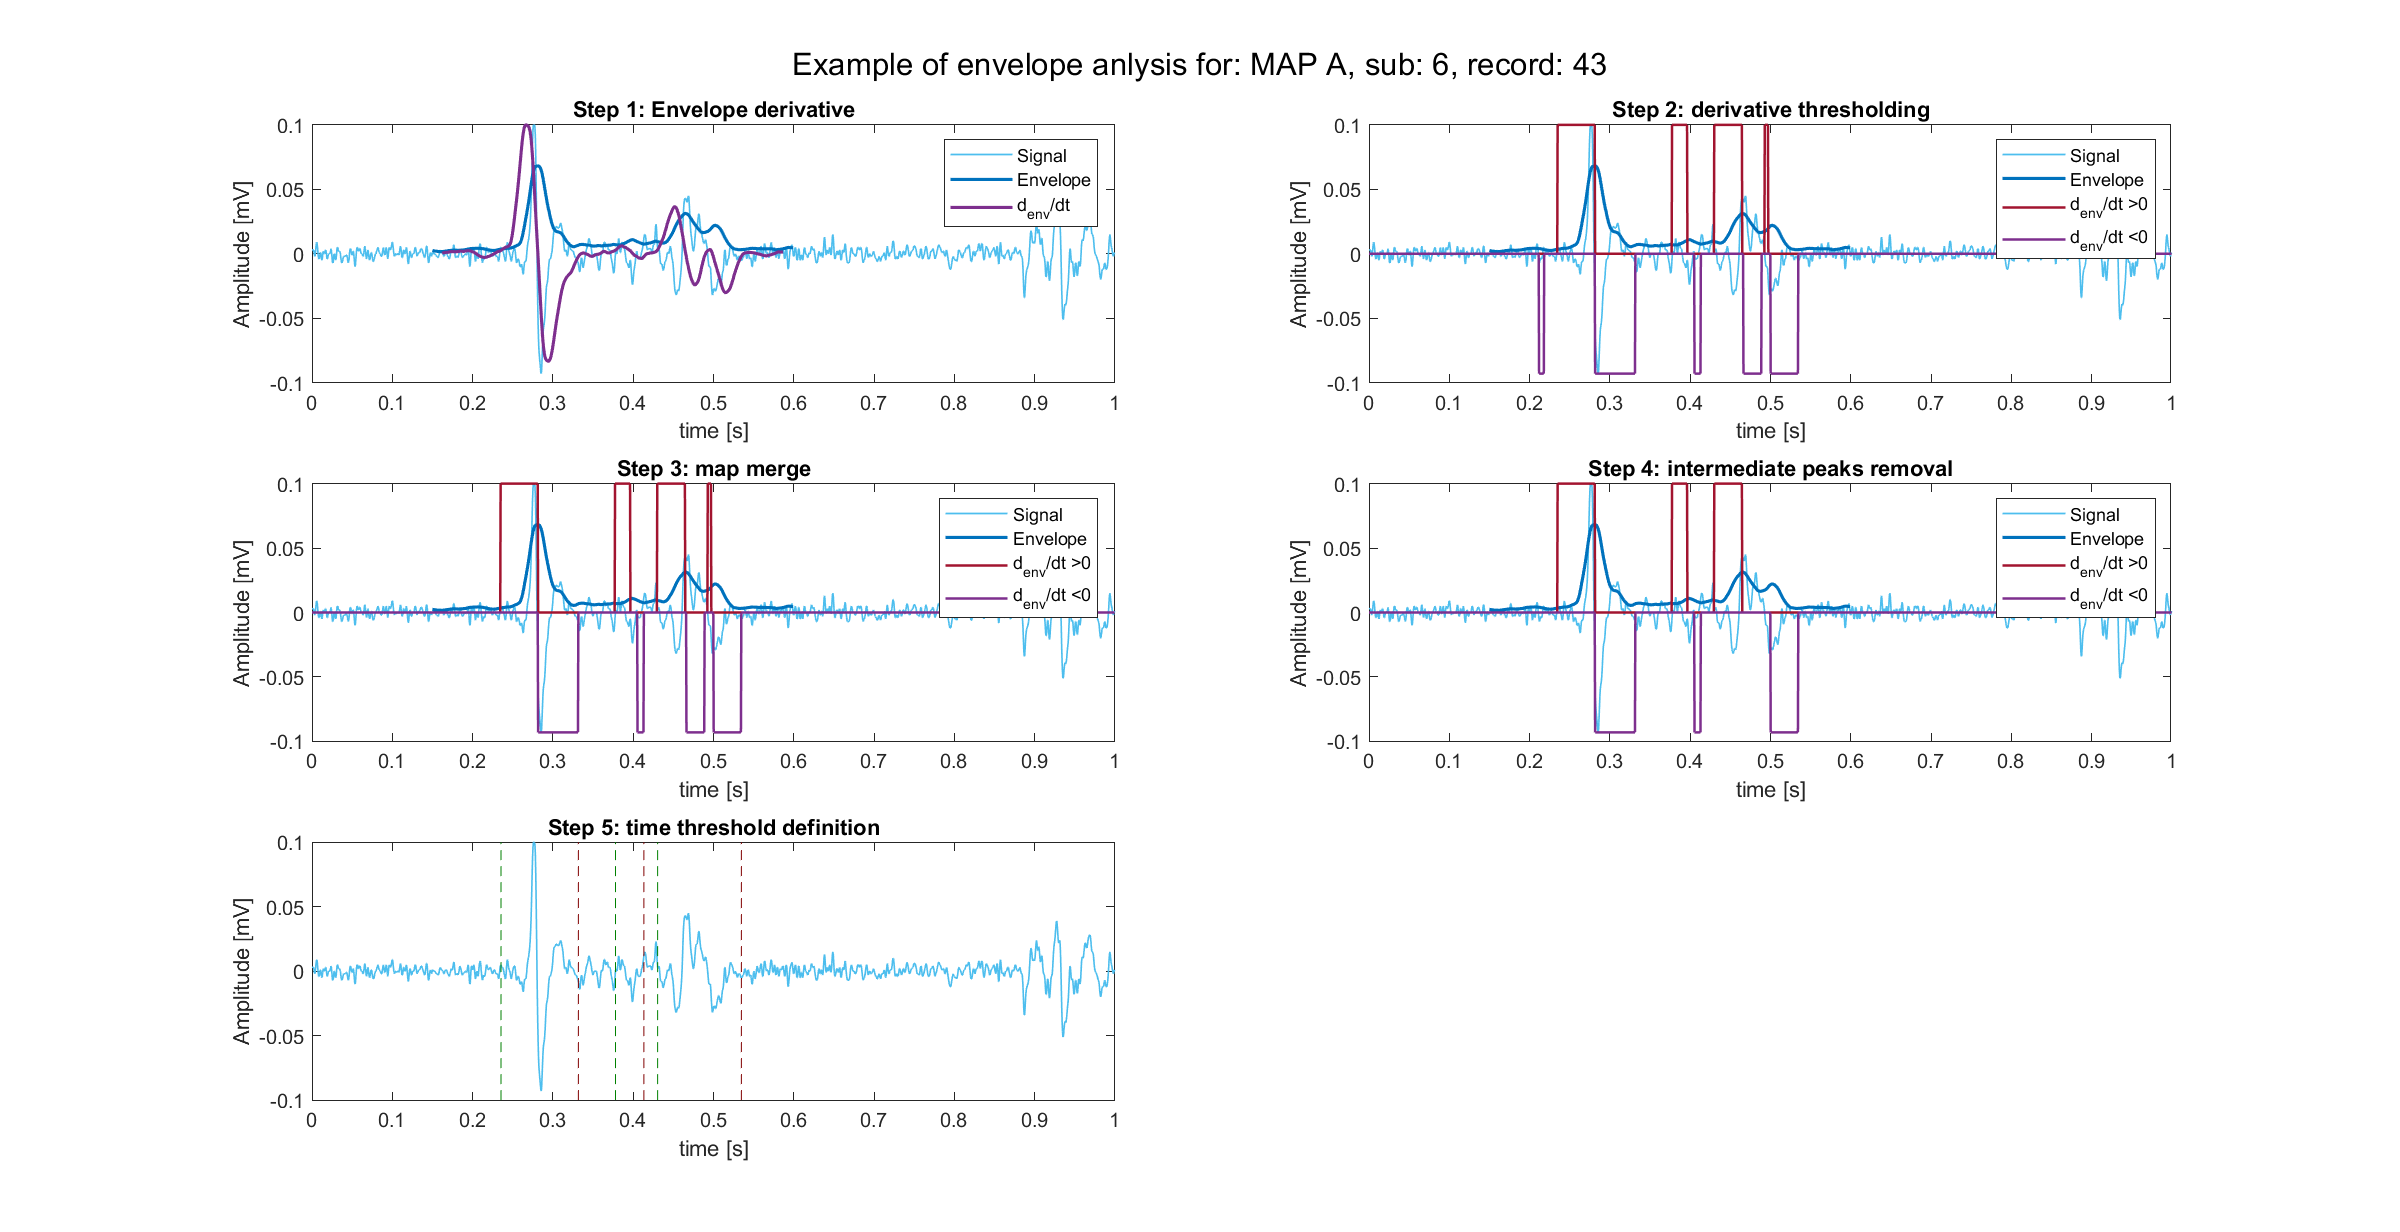 Example of envelope anlysis for: MAP A, sub: 6, record: 43
Step 1: Envelope derivative
0.1
0.05
0
-0.05
-0.1
Amplitude [mV]
0 0.1 0.2 0.3 0.4 0.5 0.6 0.7 0.8 0.9 1
time [s]
Signal
Envelope
d_env/dt
Step 2: derivative thresholding
0.1
0.05
0
-0.05
-0.1
Amplitude [mV]
0 0.1 0.2 0.3 0.4 0.5 0.6 0.7 0.8 0.9 1
time [s]
Signal
Envelope
d_env/dt >0
d_env/dt <0
Step 3: map merge
0.1
0.05
0
-0.05
-0.1
Amplitude [mV]
0 0.1 0.2 0.3 0.4 0.5 0.6 0.7 0.8 0.9 1
time [s]
Signal
Envelope
d_env/dt >0
d_env/dt <0
Step 4: intermediate peaks removal
0.1
0.05
0
-0.05
-0.1
Amplitude [mV]
0 0.1 0.2 0.3 0.4 0.5 0.6 0.7 0.8 0.9 1
time [s]
Signal
Envelope
d_env/dt >0
d_env/dt <0
Step 5: time threshold definition
0.1
0.05
0
-0.05
-0.1
Amplitude [mV]
0 0.1 0.2 0.3 0.4 0.5 0.6 0.7 0.8 0.9 1
time [s]